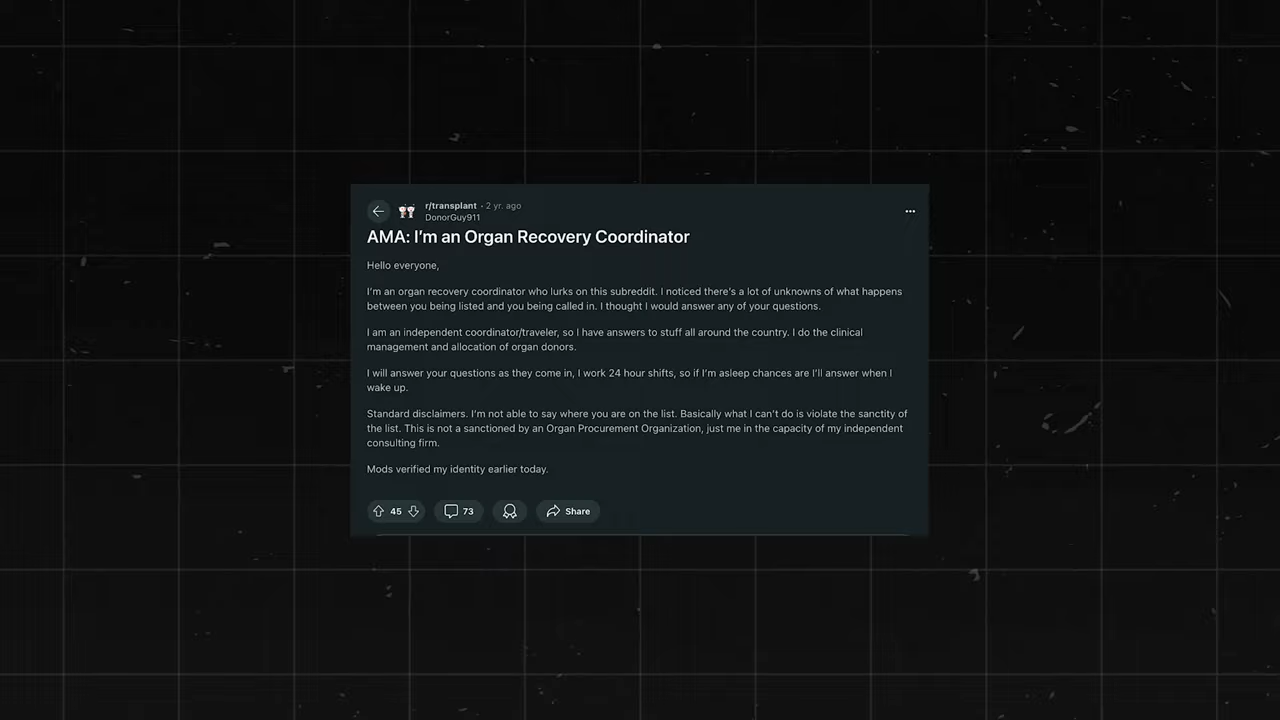 r/transplant • 2 yr. ago
DonorGuy911
AMA: I'm an Organ Recovery Coordinator
Hello everyone,
I'm an organ recovery coordinator who lurks on this subreddit. I noticed there's a lot of unknowns of what happens
between you being listed and you being called in. I thought I would answer any of your questions.
I am an independent coordinator/traveler, so I have answers to stuff all around the country. I do the clinical
management and allocation of organ donors.
I will answer your questions as they come in, I work 24 hour shifts, so if I'm asleep chances are I'll answer when I
wake up.
Standard disclaimers. I'm not able to say where you are on the list. Basically what I can't do is violate the sanctity of
the list. This is not a sanctioned by an Organ Procurement Organization, just me in the capacity of my independent
consulting firm.
Mods verified my identity earlier today.
45 73 Share